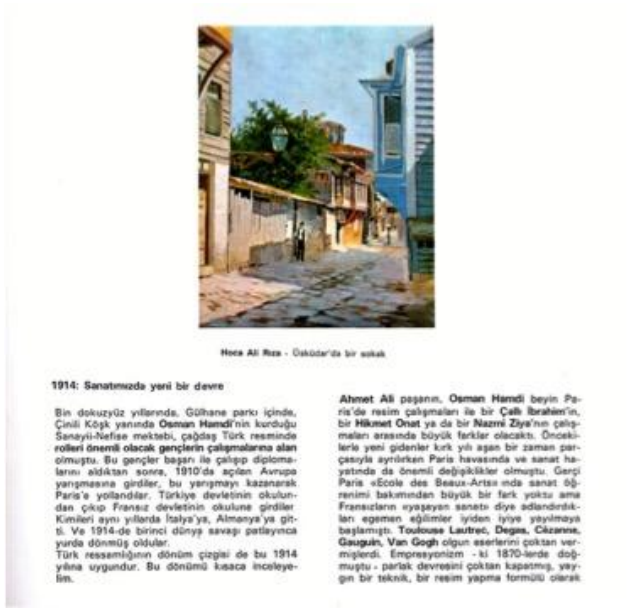 Hoca Ali Rıza - Üsküdar'da bir sokak
1914: Sanatımızda yeni bir devre
Bin dokuzyüz yıllarında, Gülhane parkı içinde,
Çinili Köşk yanında Osman Hamdi'nin kurduğu
Sanayii-Nefise mektebi, çağdaş Türk resminde
rolleri önemli olacak gençlerin çalışmalarına alan
olmuştu. Bu gençler başarı ile çalışıp diploma-
larını aldıktan sonra, 1910'da açılan Avrupa
yarışmasına girdiler, bu yarışmayı kazanarak
Paris'e yollandılar. Türkiye devletinin okulun-
dan çıkıp Fransız devletinin okuluna girdiler.
Kimileri aynı yıllarda İtalya'ya, Almanya'ya git-
ti. Ve 1914-de birinci dünya savaşı patlayınca
yurda dönmüş oldular.
Türk ressamlığının dönüm çizgisi de bu 1914
yılına uygundur. Bu dönümü kısaca inceleye-
lim.
Ahmet Ali paşanın, Osman Hamdi beyin Pa-
ris'de resim çalışmaları ile bir Çallı İbrahim'in,
bir Hikmet Onat ya da bir Nazmi Ziya'nın çalış-
maları arasında büyük farklar olacaktı. Önceki-
lerle yeni gidenler kırk yılı aşan bir zaman par-
çasıyla ayrılırken Paris havasında ve sanat ha-
yatında da önemli değişiklikler olmuştu. Gerçi
Paris «Ecole des Beaux-Arts» ında sanat öğ-
renimi bakımından büyük bir fark yoktu ama
Fransızların «yaşayan sanat» diye adlandırdık-
ları egemen eğilimler iyiden iyiye yayılmaya
başlamıştı. Toulouse Lautrec, Degas, Cézanne,
Gauguin, Van Gogh olgun eserlerini çoktan ver-
mişlerdi. Empresyonizm - ki 1870-lerde doğ-
muştu - parlak devresini çoktan kapatmış, yay-
gın bir teknik, bir resim yapma formülü olarak